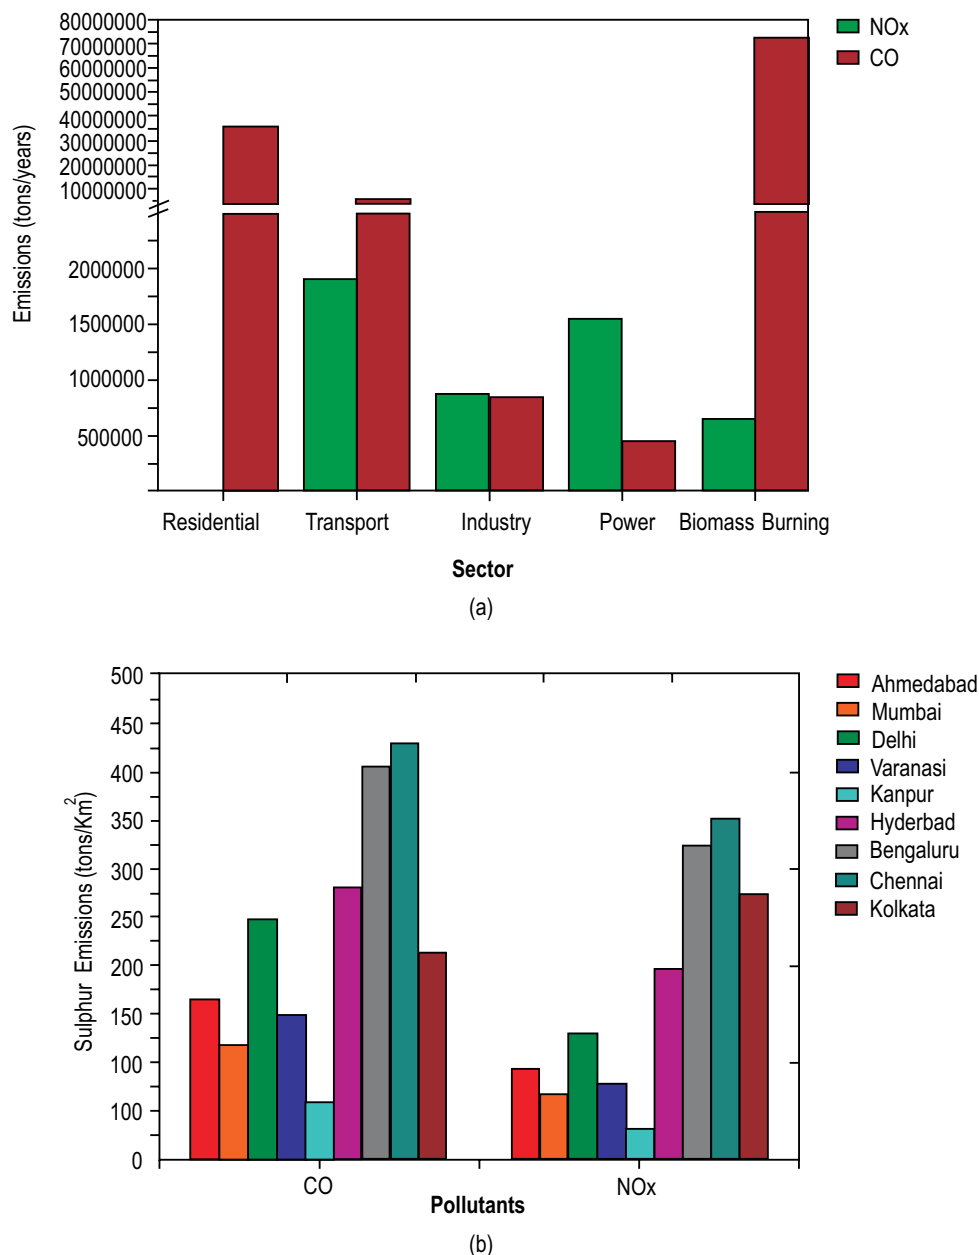 80000000
70000000
60000000
50000000
40000000
30000000
20000000
10000000
2000000
1500000
1000000
500000
Emissions (tons/years)
NOx
CO
Residential Transport Industry Power Biomass Burning
Sector
(a)
500
450
400
350
300
250
200
150
100
100
0
Sulphur Emissions (tons/Km²)
Ahmedabad
Mumbai
Delhi
Varanasi
Kanpur
Hyderbad
Bengaluru
Chennai
Kolkata
CO NOx
Pollutants
(b)